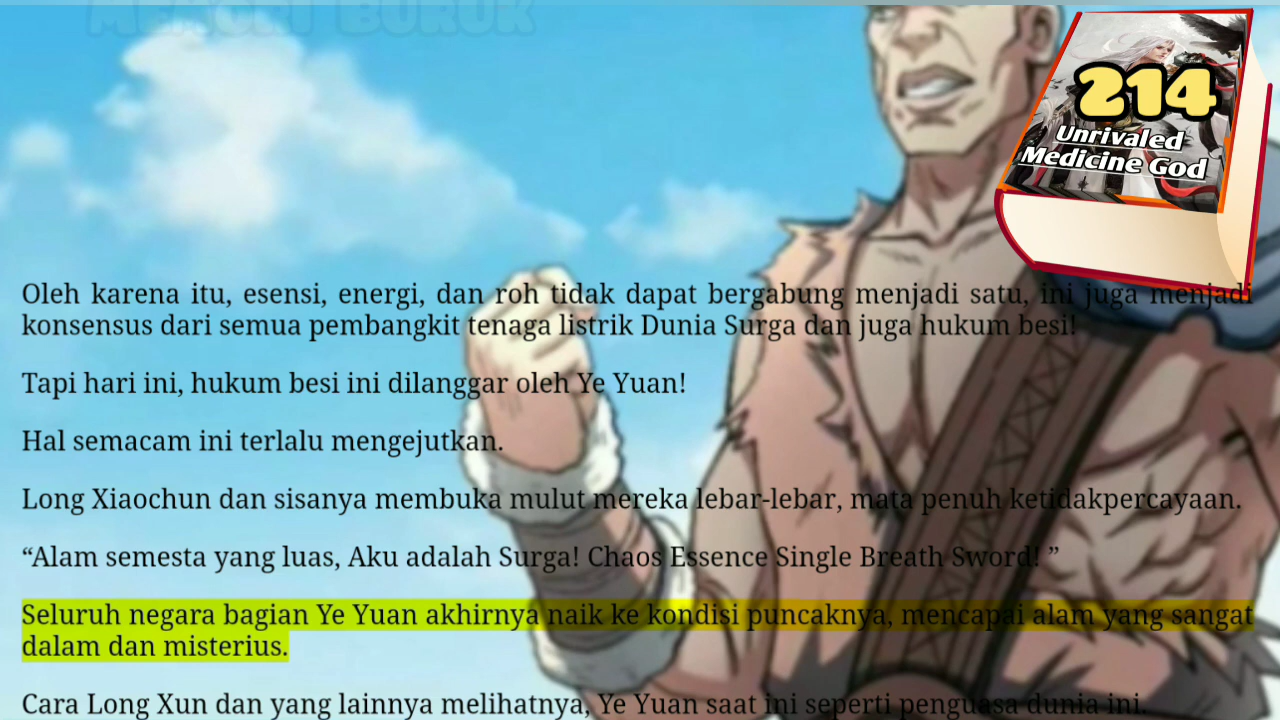 MEMORI BURUK
214
Unrivaled
Medicine God
Oleh karena itu, esensi, energi, dan roh tidak dapat bergabung menjadi satu, ini juga menjadi
konsensus dari semua pembangkit tenaga listrik Dunia Surga dan juga hukum besi!
Tapi hari ini, hukum besi ini dilanggar oleh Ye Yuan!
Hal semacam ini terlalu mengejutkan.
Long Xiaochun dan sisanya membuka mulut mereka lebar-lebar, mata penuh ketidakpercayaan.
“Alam semesta yang luas, Aku adalah Surga! Chaos Essence Single Breath Sword! ”
Seluruh negara bagian Ye Yuan akhirnya naik ke kondisi puncaknya, mencapai alam yang sangat
dalam dan misterius.
Cara Long Xun dan yang lainnya melihatnya, Ye Yuan saat ini seperti penguasa dunia ini.